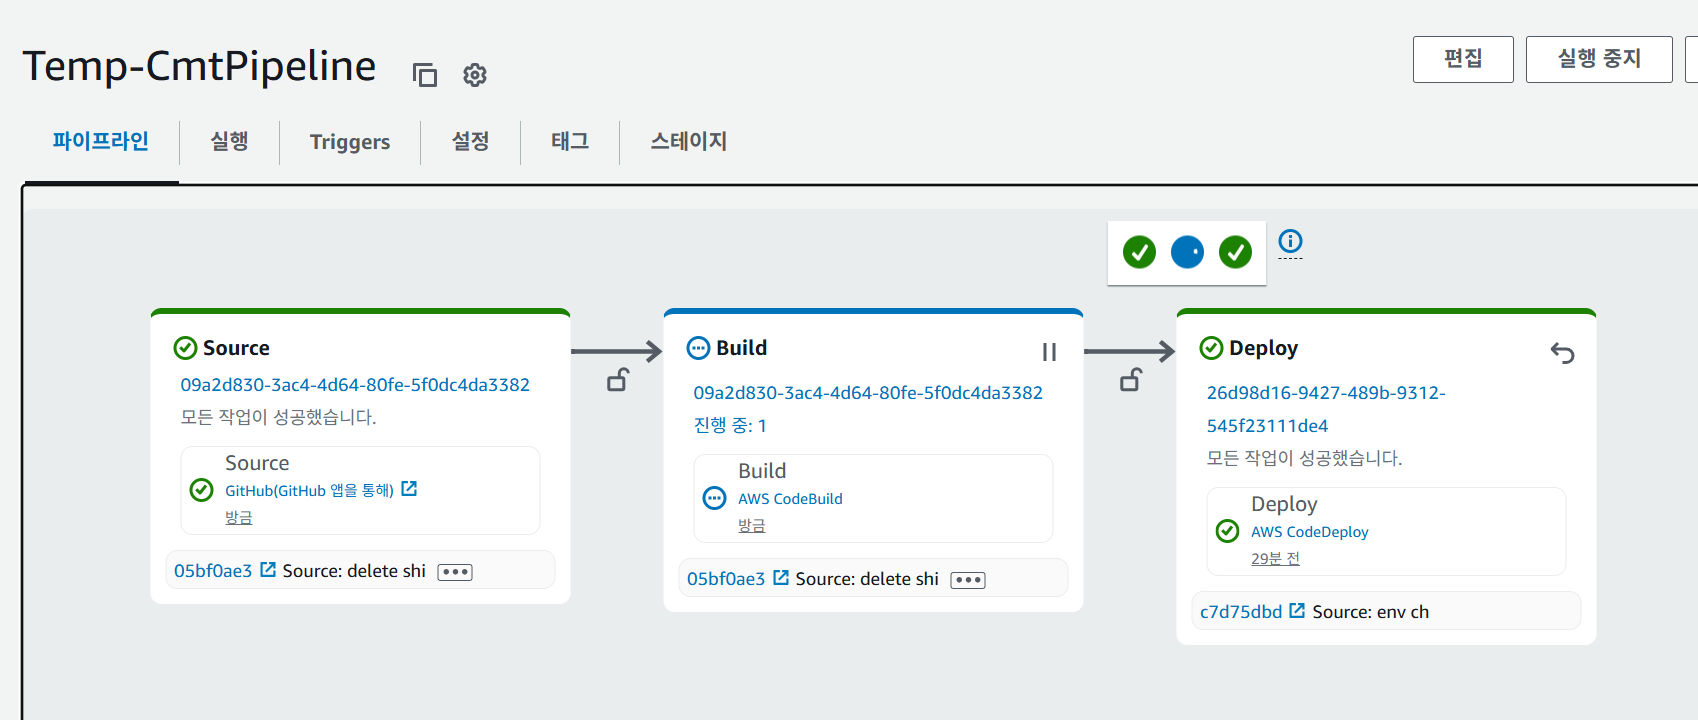 Temp-CmtPipeline
편집
실행 중지
파이프라인
실행
Triggers
설정
태그
스테이지
Source
09a2d830-3ac4-4d64-80fe-5f0dc4da3382
모든 작업이 성공했습니다.
Source
GitHub(GitHub 앱을 통해)
방금
05bf0ae3 Source: delete shi
Build
09a2d830-3ac4-4d64-80fe-5f0dc4da3382
진행 중: 1
Build
AWS CodeBuild
방금
05bf0ae3 Source: delete shi
Deploy
26d98d16-9427-489b-9312-
545f23111de4
모든 작업이 성공했습니다.
Deploy
AWS CodeDeploy
29분 전
c7d75dbd Source: env ch